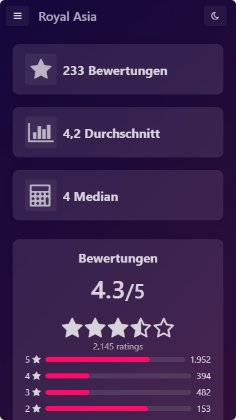 Royal Asia
233 Bewertungen
4,2 Durchschnitt
4 Median
Bewertungen
4.3/5
2,145 ratings
5 1.952
4 394
3 482
2 153